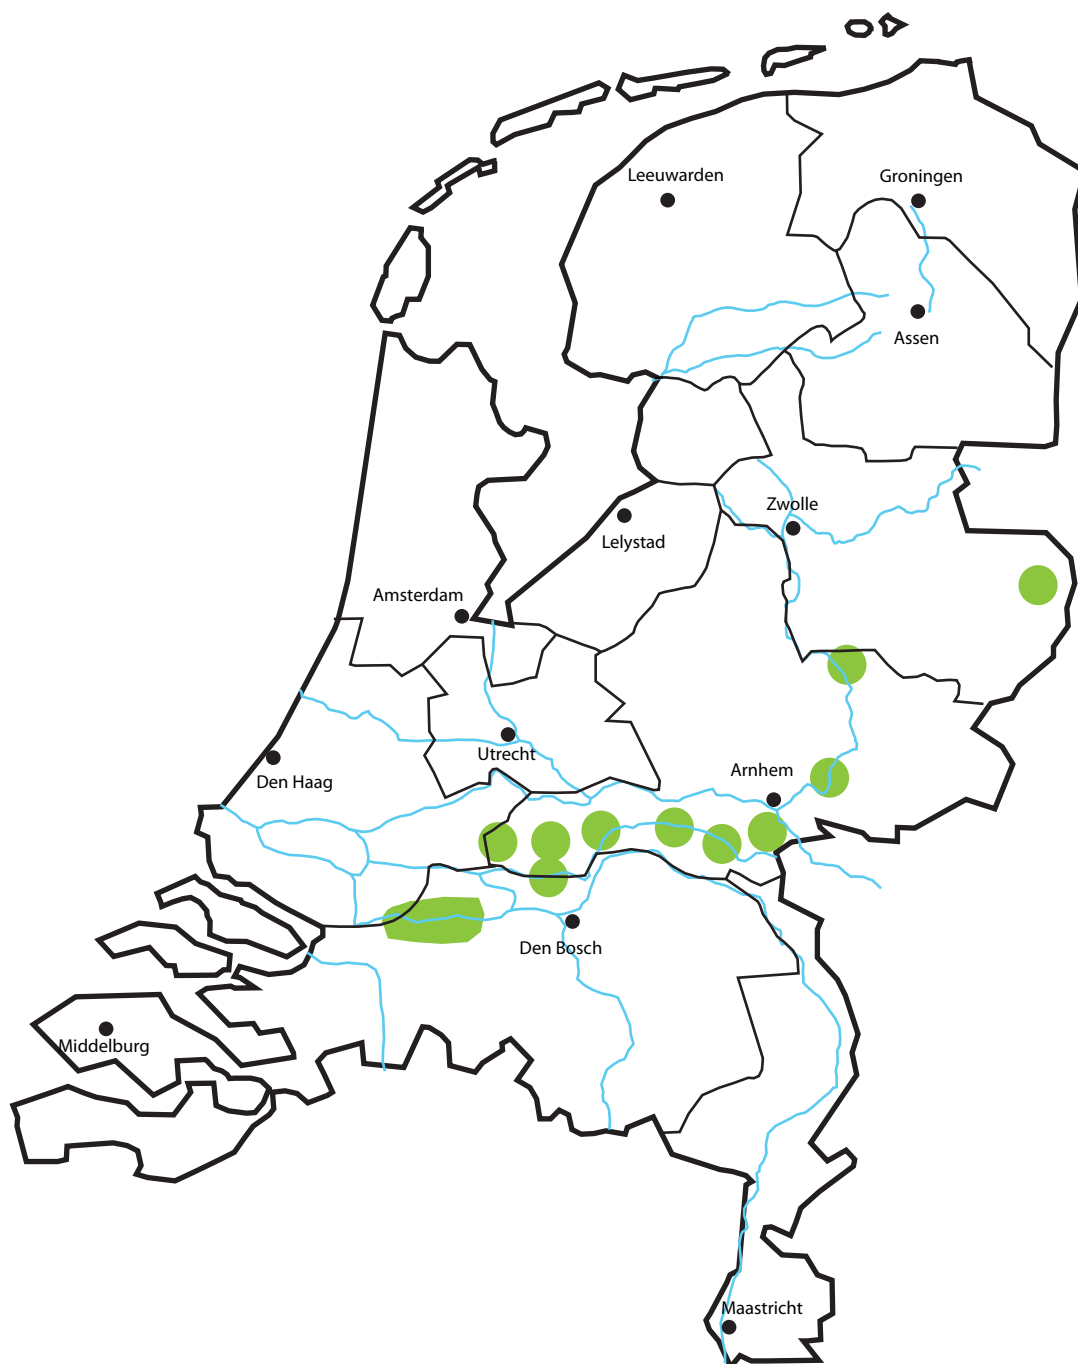 Leeuwarden
Groningen
Assen
Zwolle
Lelystad
Amsterdam
Utrecht
Den Haag
Arnhem
Den Bosch
Middelburg
Maastricht